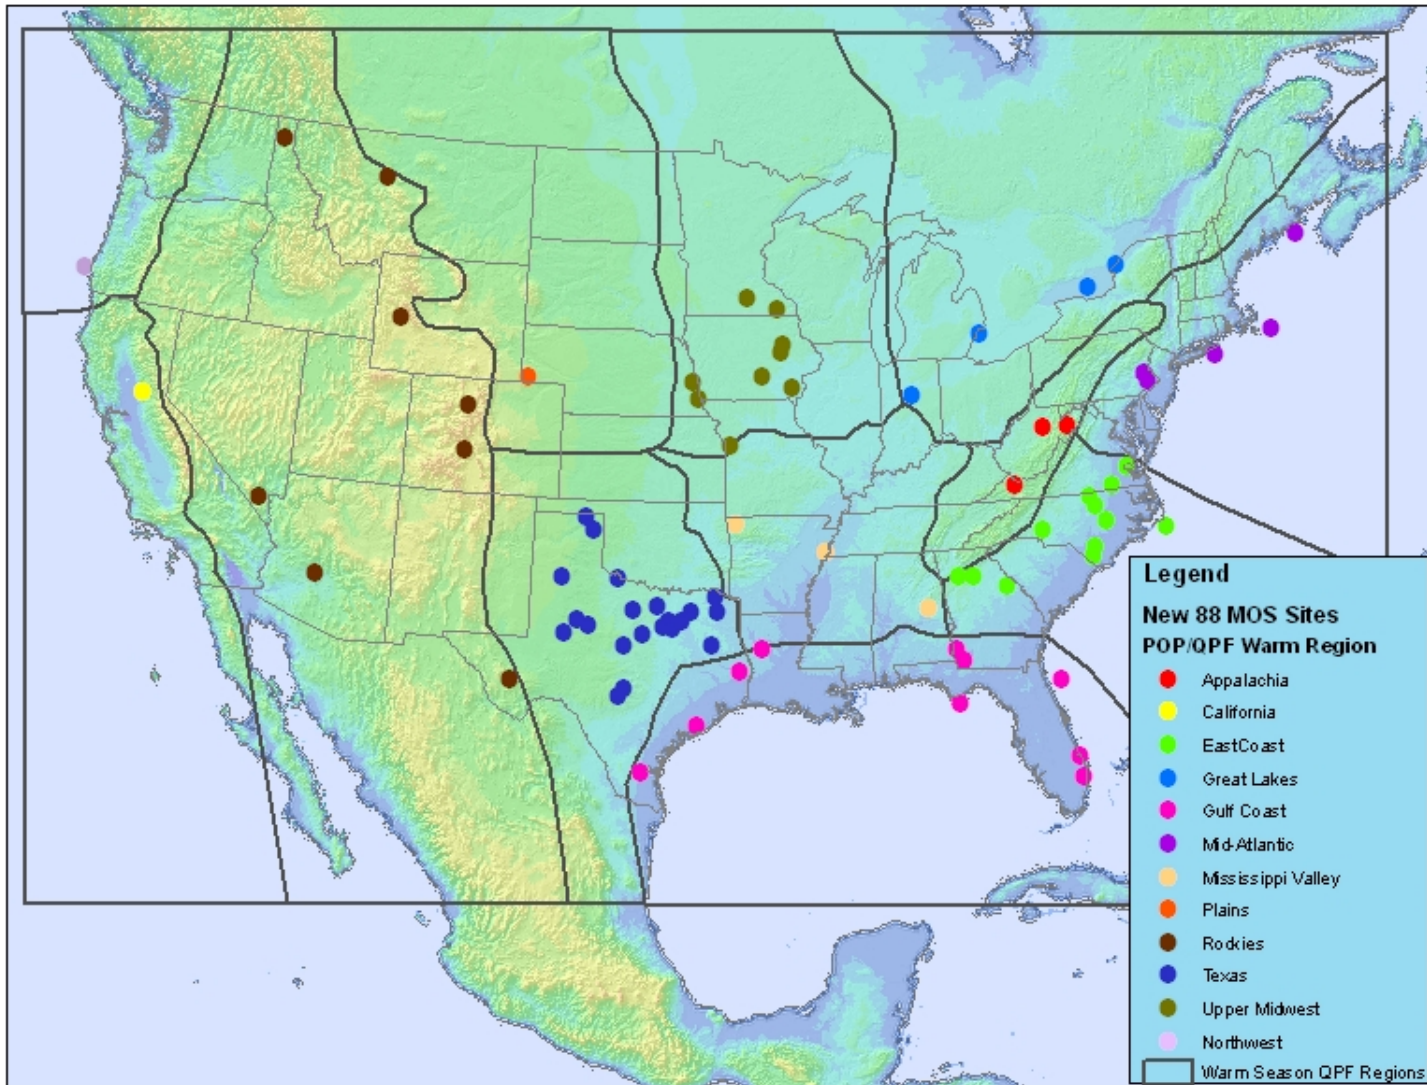 Legend
New 88 MOS Sites
POP/QPF Warm Region
Appalachia
California
EastCoast
Great Lakes
Gulf Coast
Mid-Atlantic
Mississippi Valley
Plains
Rockies
Texas
Upper Midwest
Northwest
Warm Season QPF Regions